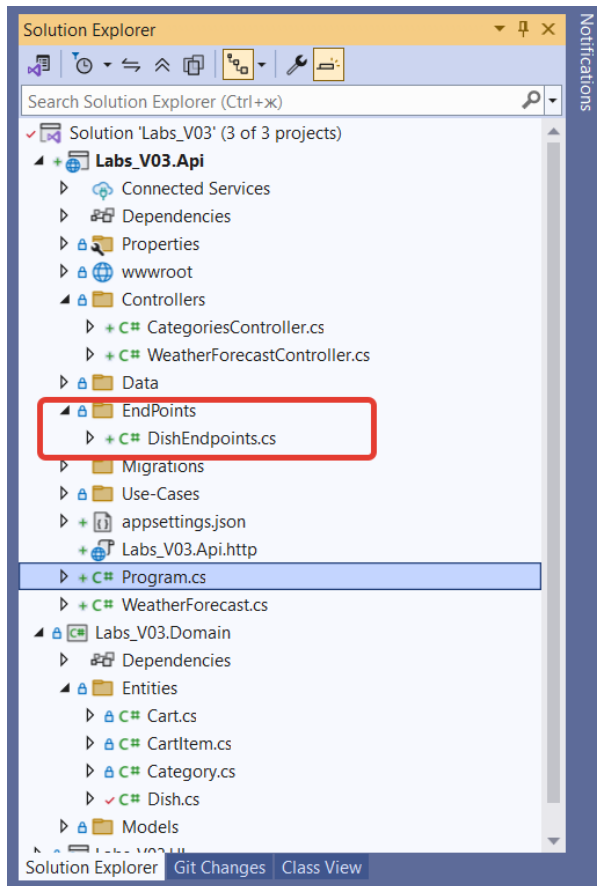 Solution Explorer
Notifications
Search Solution Explorer (Ctrl+ж)
Solution 'Labs_V03' (3 of 3 projects)
Labs_V03.Api
Connected Services
Dependencies
Properties
wwwroot
Controllers
C# CategoriesController.cs
C# WeatherForecastController.cs
Data
EndPoints
C# DishEndpoints.cs
Migrations
Use-Cases
appsettings.json
Labs_V03.Api.http
C# Program.cs
C# WeatherForecast.cs
C# Labs_V03.Domain
Dependencies
Entities
C# Cart.cs
C# CartItem.cs
C# Category.cs
C# Dish.cs
Models
Solution Explorer Git Changes Class View